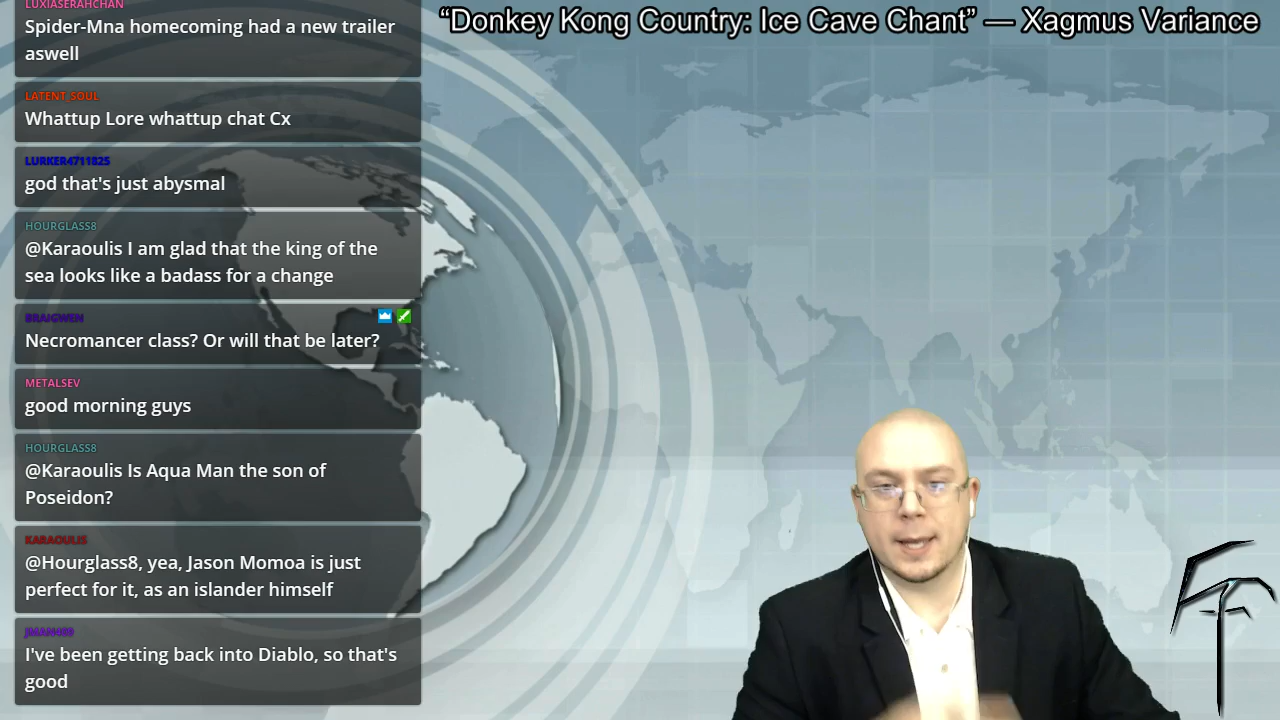 LUXIASERAHCHAN
Spider-Mna homecoming had a new trailer
aswell
LATENT_SOUL
Whattup Lore whattup chat Cx
LURKER4711825
god that's just abysmal
HOURGLASS8
@Karaoulis I am glad that the king of the
sea looks like a badass for a change
BRAIGWEN
Necromancer class? Or will that be later?
METALSEV
good morning guys
HOURGLASS8
@Karaoulis Is Aqua Man the son of
Poseidon?
KARAOULIS
@Hourglass8, yea, Jason Momoa is just
perfect for it, as an islander himself
I've been getting back into Diablo, so that's
good
“Donkey Kong Country: Ice Cave Chant” — Xagmus Variance